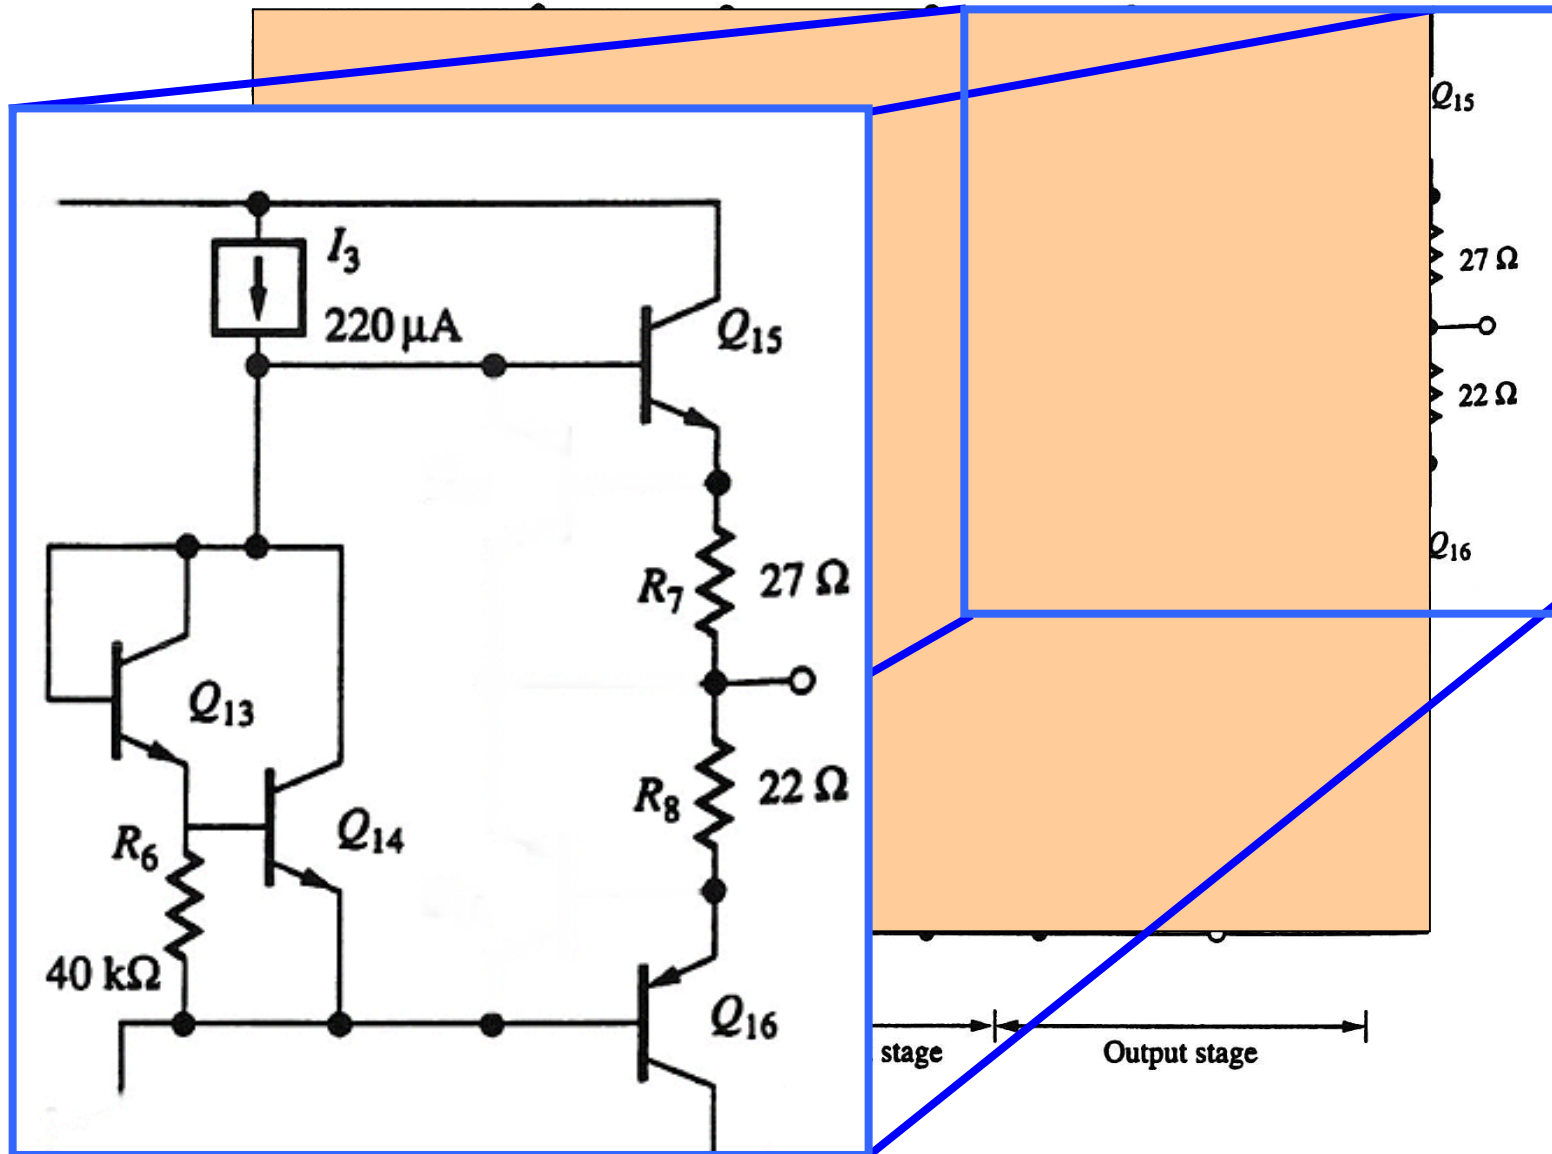 I3
220 µA
Q15
R7
27 Ω
Q13
R8
22 Ω
R6
Q14
40 kΩ
Q16
Q15
27 Ω
22 Ω
Q16
stage
Output stage